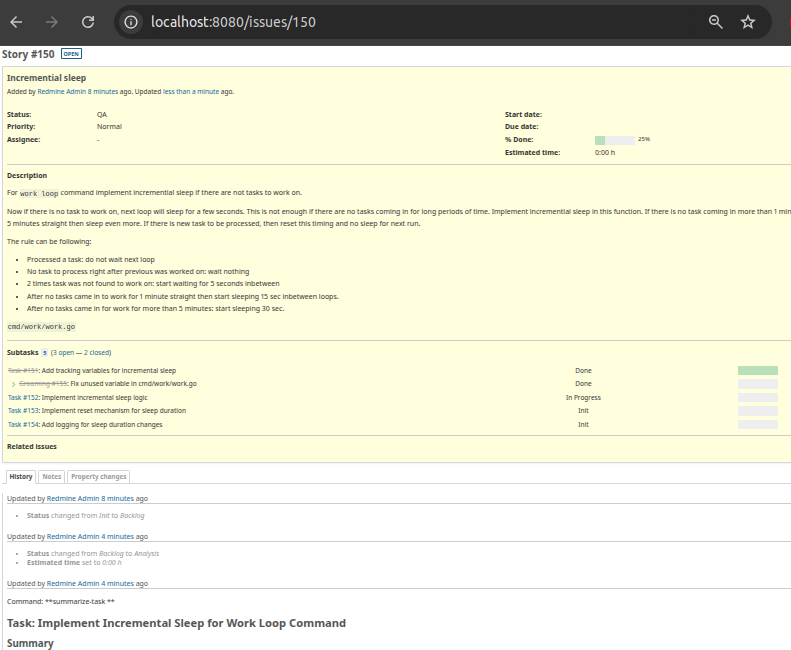 localhost:8080/issues/150
Story #150 OPEN
Incremental sleep
Added by Redmine Admin 8 minutes ago. Updated less than a minute ago.
Status: QA Start date:
Priority: Normal Due date:
Assignee: - % Done: 25%
Estimated time: 0:00 h
Description
For work loop command implement incremental sleep if there are not tasks to work on.
Now if there is no task to work on, next loop will sleep for a few seconds. This is not enough if there are no tasks coming in for long periods of time. Implement incremental sleep in this function. If there is no task coming in more than 1 min
5 minutes straight then sleep even more. If there is new task to be processed, then reset this timing and no sleep for next run.
The rule can be following:
• Processed a task: do not wait next loop
• No task to process right after previous was worked on: wait nothing
• 2 times task was not found to work on: start waiting for 5 seconds inbetween
• After no tasks came in to work for 1 minute straight then start sleeping 15 sec inbetween loops.
• After no tasks came in for work for more than 5 minutes: start sleeping 30 sec.
cmd/work/work.go
Subtasks 5 (3 open — 2 closed)
Task #151: Add tracking variables for incremental sleep Done
› Grooming #155: Fix unused variable in cmd/work/work.go Done
Task #152: Implement incremental sleep logic In Progress
Task #153: Implement reset mechanism for sleep duration Init
Task #154: Add logging for sleep duration changes Init
Related issues
History Notes Property changes
Updated by Redmine Admin 8 minutes ago
• Status changed from Init to Backlog
Updated by Redmine Admin 4 minutes ago
• Status changed from Backlog to Analysis
• Estimated time set to 0:00 h
Updated by Redmine Admin 4 minutes ago
Command: **summarize-task **
Task: Implement Incremental Sleep for Work Loop Command
Summary